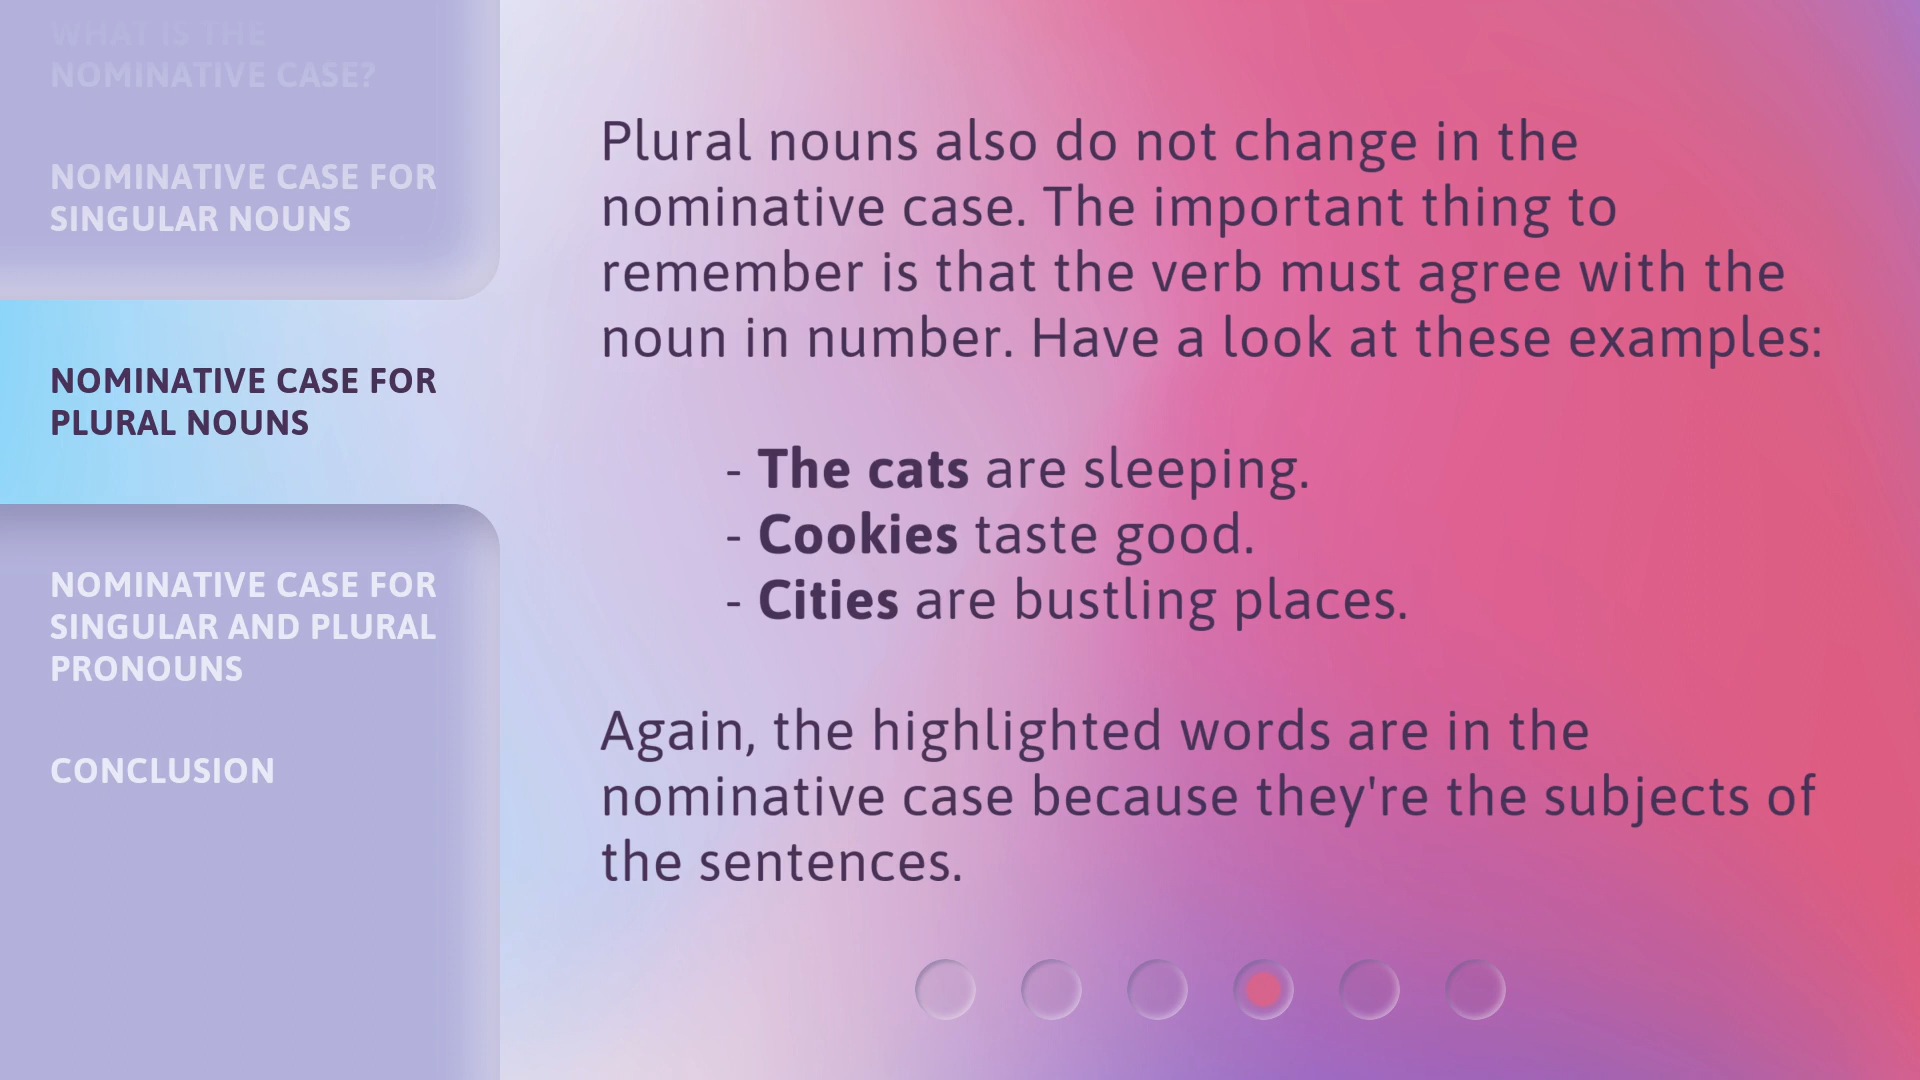 WHAT IS THE
NOMINATIVE CASE?
NOMINATIVE CASE FOR
SINGULAR NOUNS
NOMINATIVE CASE FOR
PLURAL NOUNS
NOMINATIVE CASE FOR
SINGULAR AND PLURAL
PRONOUNS
CONCLUSION
Plural nouns also do not change in the
nominative case. The important thing to
remember is that the verb must agree with the
noun in number. Have a look at these examples:
- The cats are sleeping.
- Cookies taste good.
- Cities are bustling places.
Again, the highlighted words are in the
nominative case because they're the subjects of
the sentences.